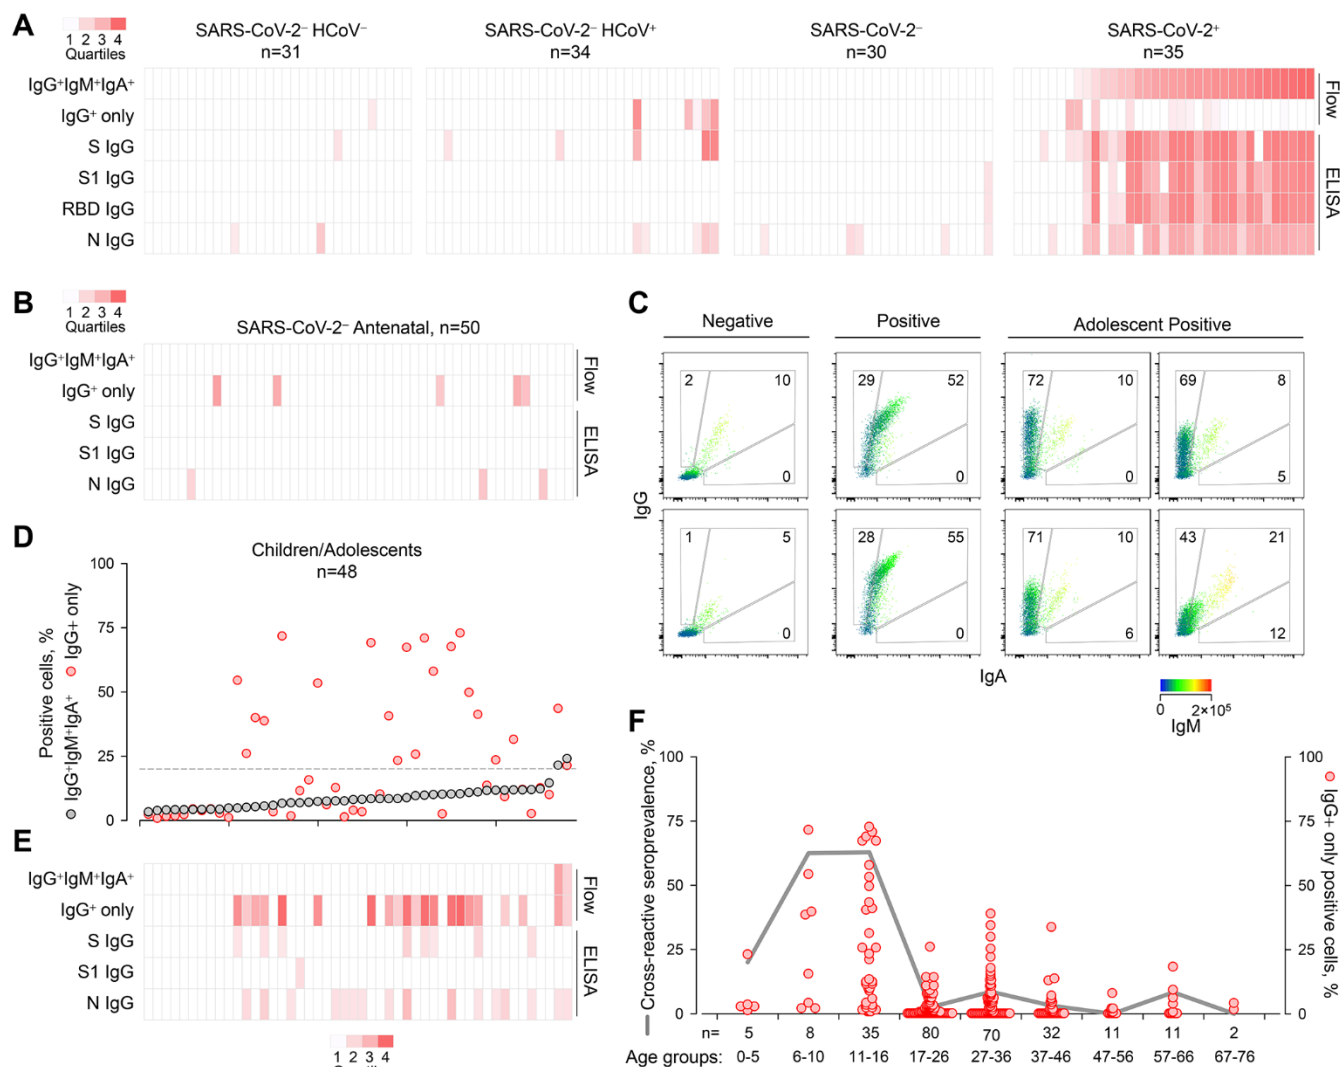 A
1 2 3 4
Quartiles
SARS-CoV-2⁻ HCoV⁻
n=31
SARS-CoV-2⁻ HCoV⁺
n=34
SARS-CoV-2⁻
n=30
SARS-CoV-2⁺
n=35
IgG⁺IgM⁺IgA⁺
IgG⁺ only
S IgG
S1 IgG
RBD IgG
N IgG
Flow
ELISA
B
1 2 3 4
Quartiles
SARS-CoV-2⁻ Antenatal, n=50
IgG⁺IgM⁺IgA⁺
IgG⁺ only
S IgG
S1 IgG
N IgG
Flow
ELISA
C
Negative
Positive
Adolescent Positive
2 10
0
29 52
0
72 10
69 8
5
1 5
0
28 55
0
71 10
6
43 21
12
IgG
IgA
0 2×10⁵
IgM
D
Children/Adolescents
n=48
Positive cells, %
IgG⁺IgM⁺IgA⁺
IgG+ only
100
75
50
25
0
E
IgG⁺IgM⁺IgA⁺
IgG⁺ only
S IgG
S1 IgG
N IgG
Flow
ELISA
1 2 3 4
F
Cross-reactive seroprevalence, %
100
75
50
25
0
100
75
50
25
0
IgG+ only positive cells, %
n= 5 8 35 80 70 32 11 11 2
Age groups: 0-5 6-10 11-16 17-26 27-36 37-46 47-56 57-66 67-76